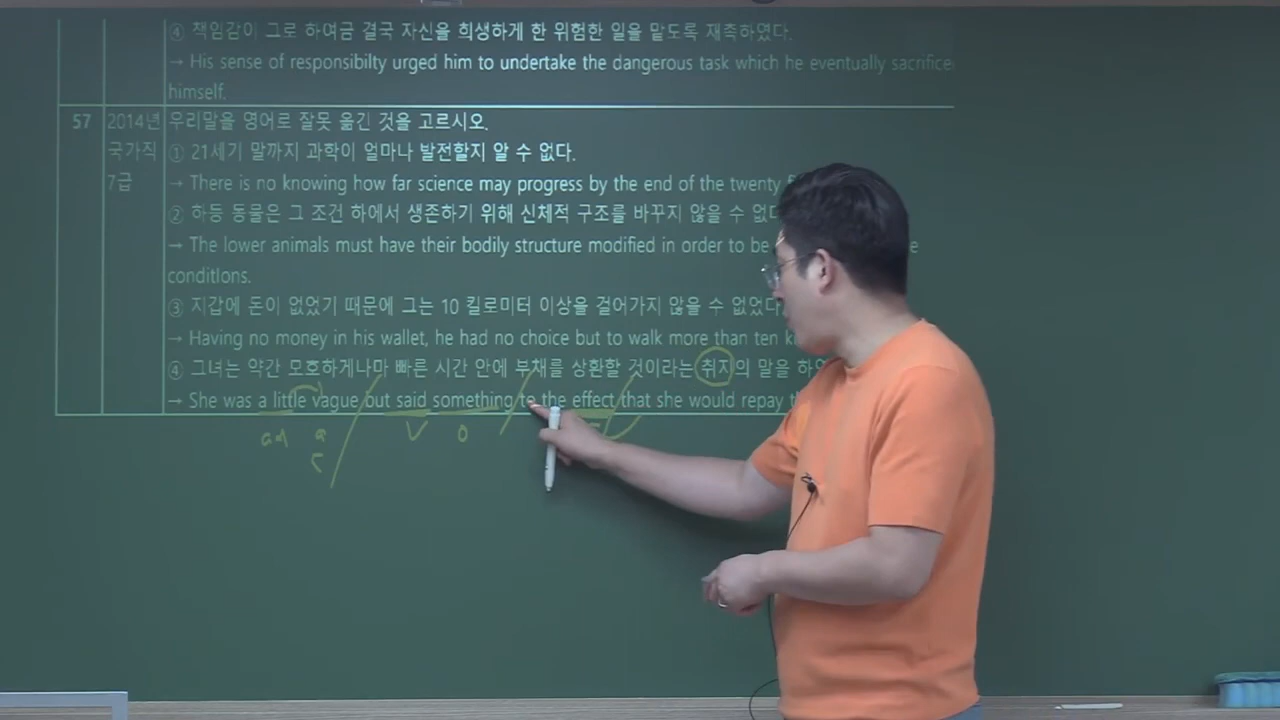 ④ 책임감이 그로 하여금 결국 자신을 희생하게 한 위험한 일을 맡도록 재촉하였다.
→ His sense of responsibilty urged him to undertake the dangerous task which he eventually sacrifice
himself.
57 2014년 우리말을 영어로 잘못 옮긴 것을 고르시오.
국가직 ① 21세기 말까지 과학이 얼마나 발전할지 알 수 없다.
7급 → There is no knowing how far science may progress by the end of the twenty
② 하등 동물은 그 조건 하에서 생존하기 위해 신체적 구조를 바꾸지 않을 수 없
→ The lower animals must have their bodily structure modified in order to be
conditIons.
③ 지갑에 돈이 없었기 때문에 그는 10 킬로미터 이상을 걸어가지 않을 수 없었다.
→ Having no money in his wallet, he had no choice but to walk more than ten
④ 그녀는 약간 모호하게나마 빠른 시간 안에 부채를 상환할 것이라는 취지의 말을 하
→ She was a little vague but said something to the effect that she would repay
ad a V O
c